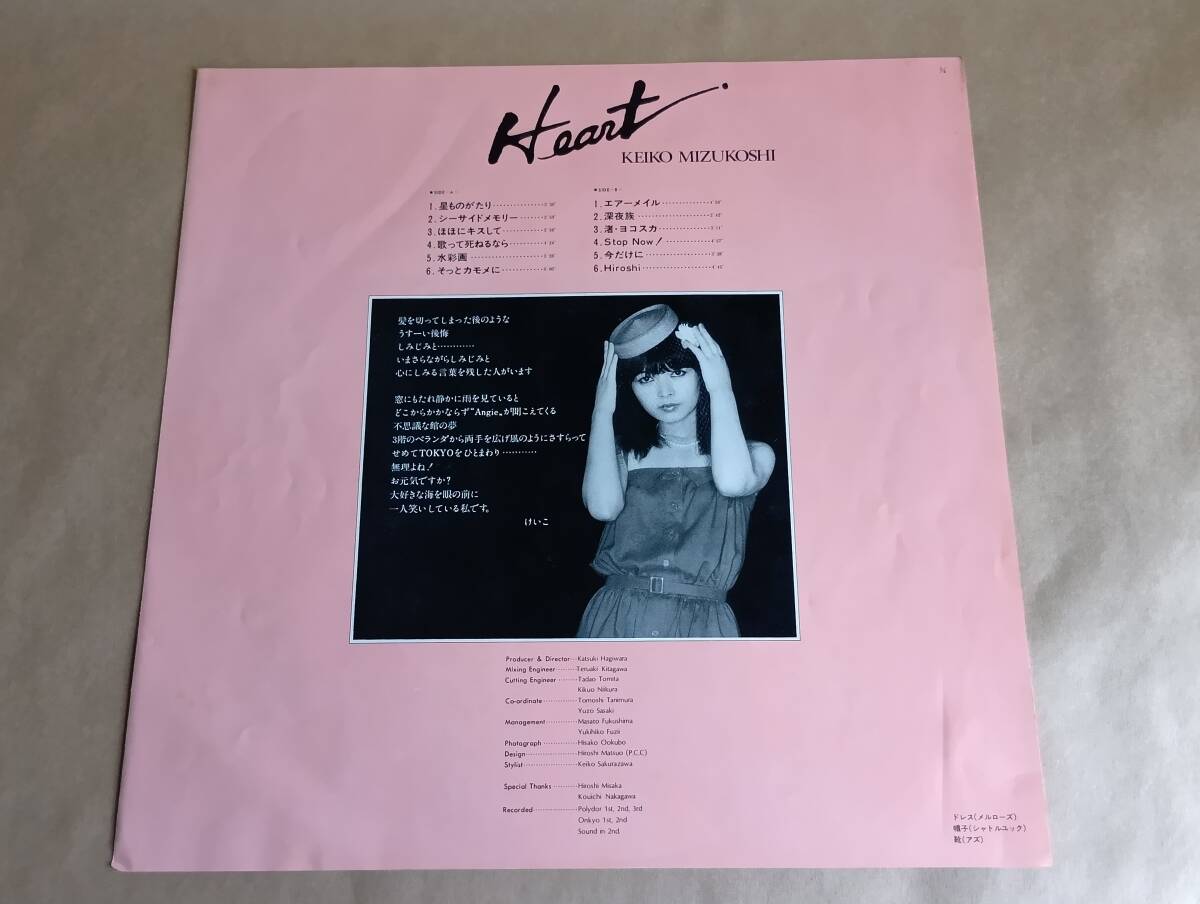 Heart
KEIKO MIZUKOSHI
1. 星ものがたり
2. シーサイドメモリー
3. ほほにキスして
4. 歌って死ねるなら
5. 水彩画
6. そっとカモメに
1. エアーメイル
2. 深夜族
3. 渚・ヨコスカ
4. Stop Now!
5. 今だけに
6. Hiroshi
髪を切ってしまった後のような
うすーい後悔
しみじみと…………
いまさらながらしみじみと
心にしみる言葉を残した人がいます
窓にもたれ静かに雨を見ていると
どこからかかならず“Angie„が聞こえてくる
不思議な館の夢
3階のベランダから両手を広げ風のようにさすらって
せめてTOKYOをひとまわり…………
無理よね!
お元気ですか?
大好きな海を眼の前に
一人笑いしている私です。
けいこ
Producer & Director…Katsuki Hagiwara
Mixing Engineer………Teruaki Kitagawa
Cutting Engineer………Tadao Tomita
Kikuo Niikura
Co-ordinate……………Tomoshi Tanimura
Yuzo Sasaki
Management…………Masato Fukushima
Yukihiko Fuzii
Photograph……………Hisako Ookubo
Design…………………Hiroshi Matsuo (P.C.C)
Stylist…………………Keiko Sakurazawa
Special Thanks………Hiroshi Misaka
Kouichi Nakagawa
Recorded………………Polydor 1st, 2nd, 3rd
Onkyo 1st, 2nd
Sound in 2nd.
ドレス(メルローズ)
帽子(シャトルユック)
靴(アズ)